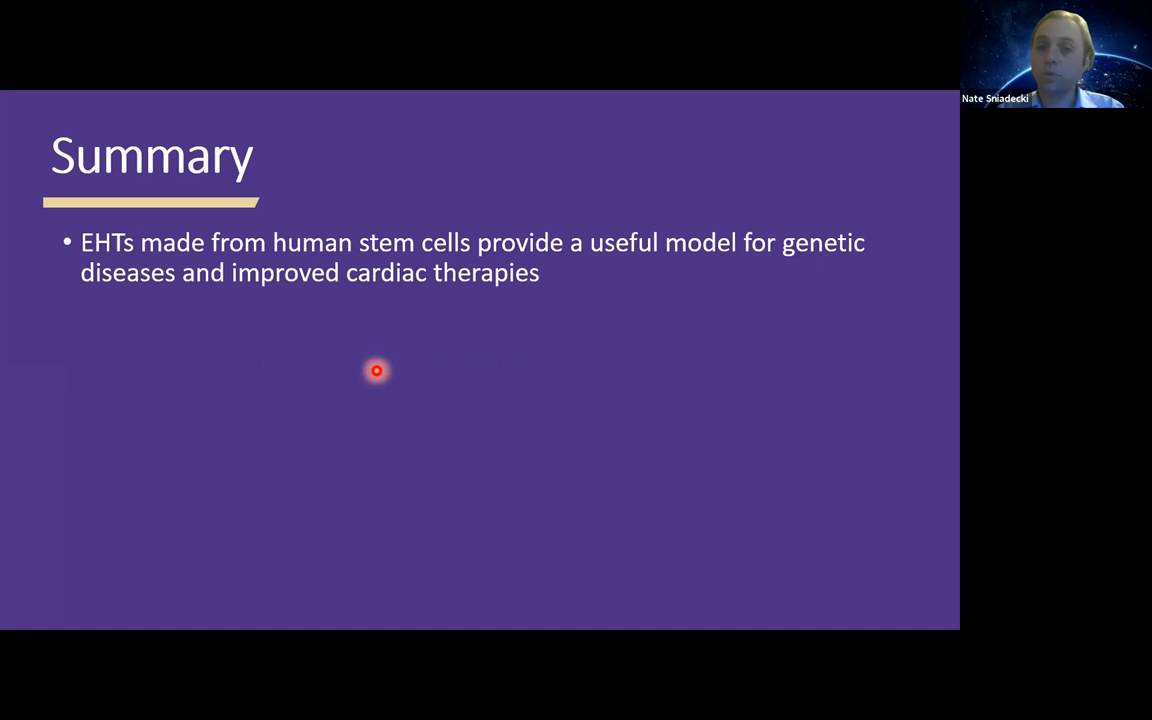 Nate Sniadecki
Summary
• EHTs made from human stem cells provide a useful model for genetic
diseases and improved cardiac therapies